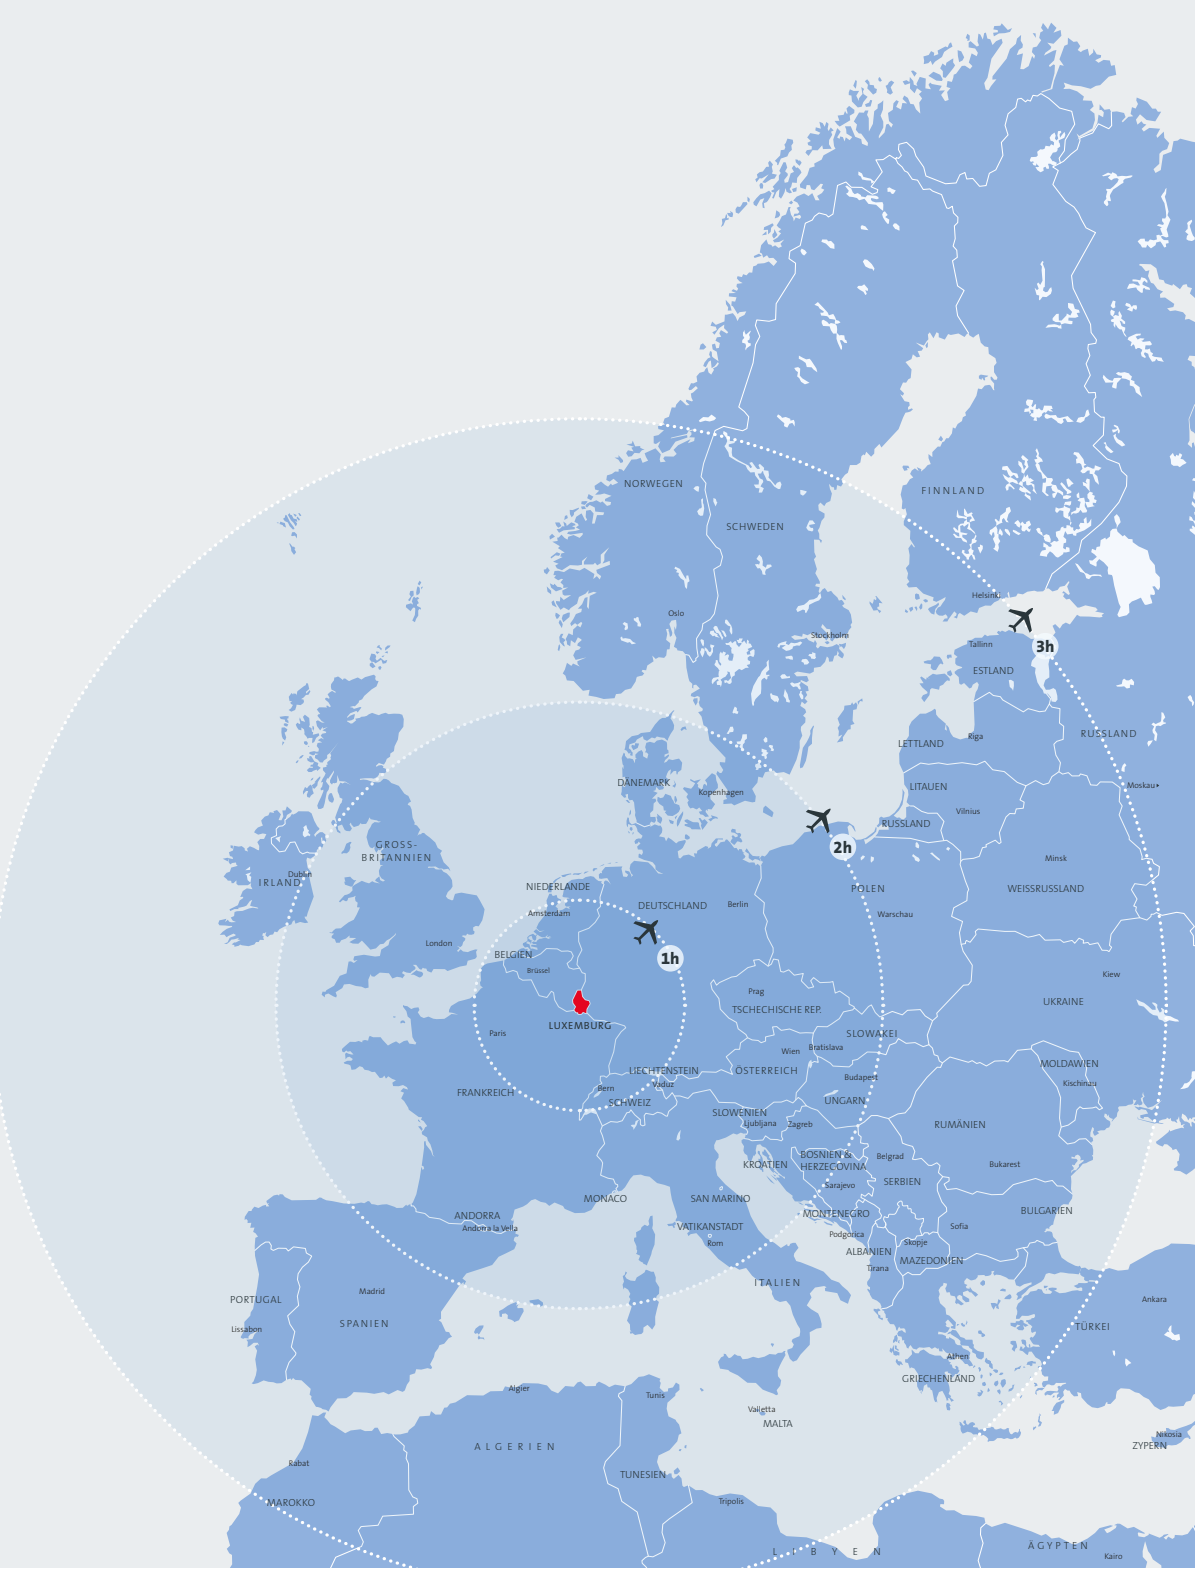 NORWEGEN
FINNLAND
SCHWEDEN
Helsinki
Oslo
Stockholm
Tallinn
3h
ESTLAND
RUSSLAND
Riga
LETTLAND
DÄNEMARK
Kopenhagen
LITAUEN
Moskau
Vilnius
RUSSLAND
GROSS-
BRITANNIEN
2h
Minsk
Dublin
IRLAND
NIEDERLANDE
POLEN
WEISSRUSSLAND
DEUTSCHLAND
Berlin
Amsterdam
Warschau
London
BELGIEN
1h
Brüssel
Kiew
Prag
UKRAINE
TSCHECHISCHE REP.
LUXEMBURG
Paris
SLOWAKEI
Wien
Bratislava
MOLDAWIEN
LIECHTENSTEIN
ÖSTERREICH
Budapest
Kischinau
Vaduz
Bern
FRANKREICH
SCHWEIZ
UNGARN
SLOWENIEN
Ljubljana
Zagreb
RUMÄNIEN
BOSNIEN &
HERZECOVINA
Belgrad
KROATIEN
Bukarest
Sarajevo
SERBIEN
MONACO
SAN MARINO
BULGARIEN
ANDORRA
MONTENEGRO
Andorra la Vella
VATIKANSTADT
Sofia
Podgorica
Rom
Skopje
ALBANIEN
MAZEDONIEN
Tirana
ITALIEN
Madrid
PORTUGAL
Ankara
SPANIEN
Lissabon
TÜRKEI
Athen
GRIECHENLAND
Algier
Tunis
Vailetta
MALTA
Nikosia
ZYPERN
ALGERIEN
Rabat
TUNESIEN
MAROKKO
Tripolis
LIBYEN
ÄGYPTEN
Kairo